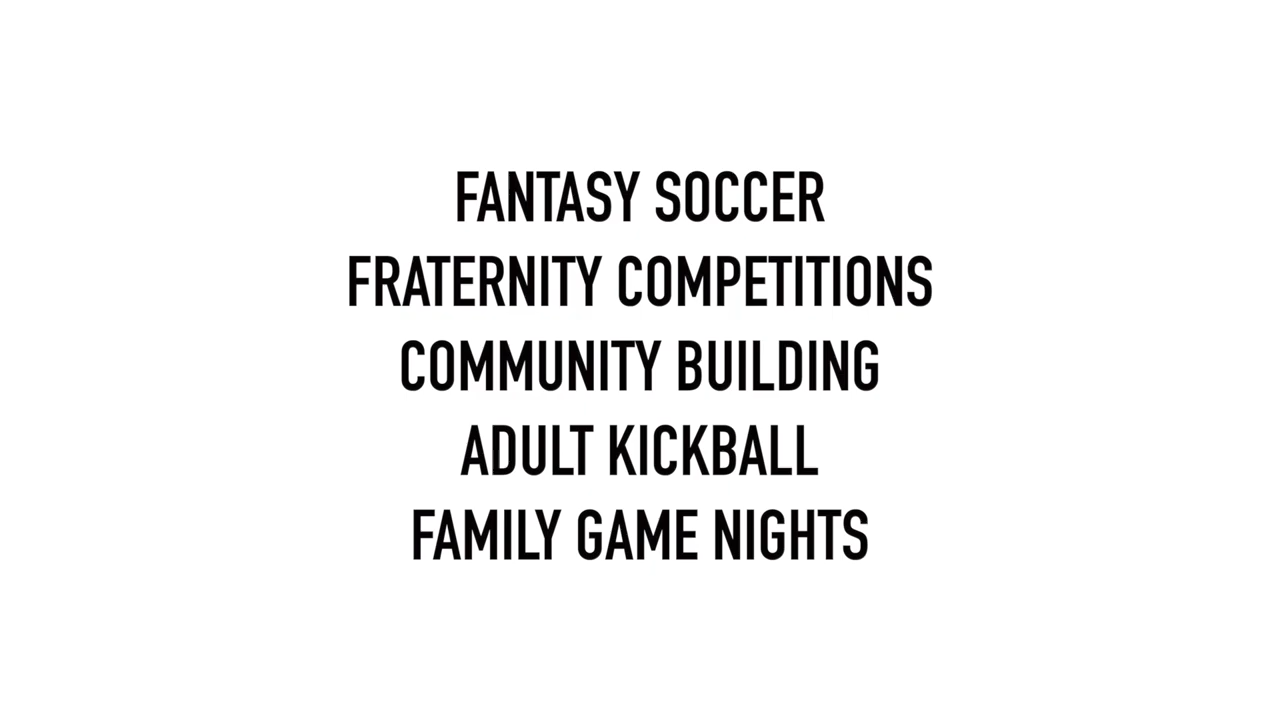 FANTASY SOCCER
FRATERNITY COMPETITIONS
COMMUNITY BUILDING
ADULT KICKBALL
FAMILY GAME NIGHTS